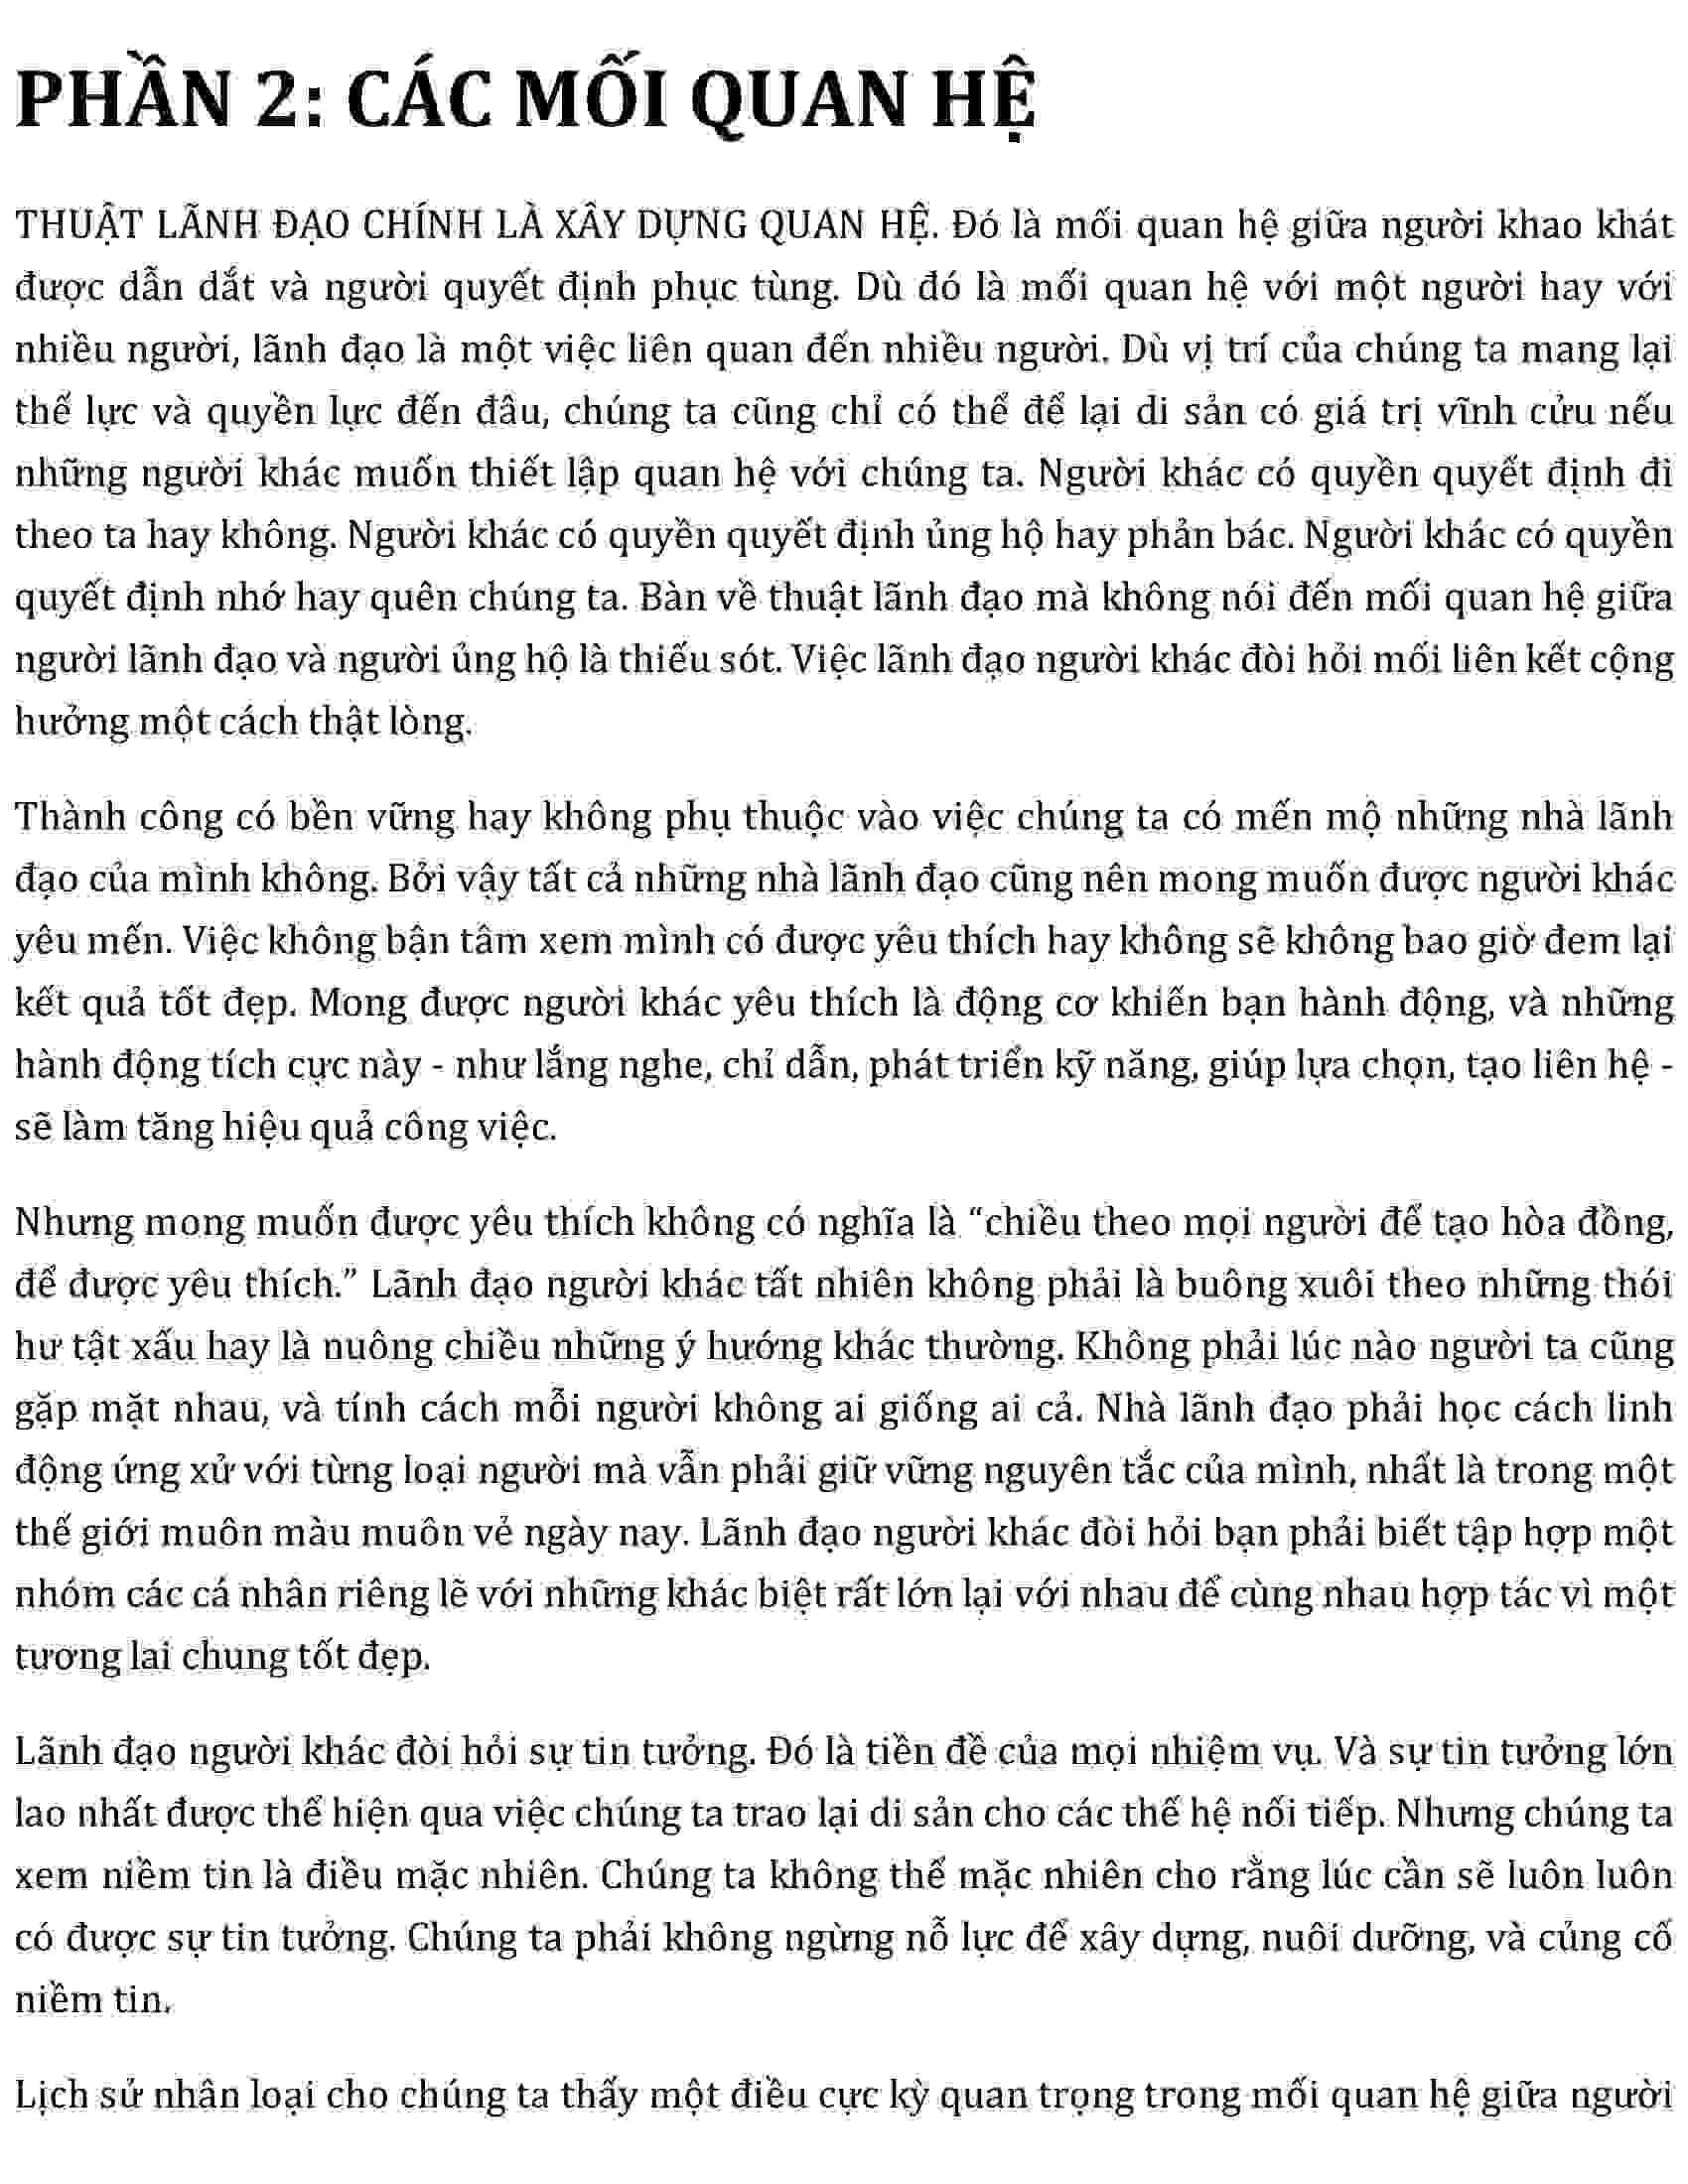 PHẦN 2: CÁC MỐI QUAN HỆ
THUẬT LÃNH ĐẠO CHÍNH LÀ XÂY DỰNG QUAN HỆ. Đó là mối quan hệ giữa người khao khát
được dẫn dắt và người quyết định phục tùng. Dù đó là mối quan hệ với một người hay với
nhiều người, lãnh đạo là một việc liên quan đến nhiều người. Dù vị trí của chúng ta mang lại
thế lực và quyền lực đến đâu, chúng ta cũng chỉ có thể để lại di sản có giá trị vĩnh cửu nếu
những người khác muốn thiết lập quan hệ với chúng ta. Người khác có quyền quyết định đi
theo ta hay không. Người khác có quyền quyết định ủng hộ hay phản bác. Người khác có quyền
quyết định nhớ hay quên chúng ta. Bàn về thuật lãnh đạo mà không nói đến mối quan hệ giữa
người lãnh đạo và người ủng hộ là thiếu sót. Việc lãnh đạo người khác đòi hỏi mối liên kết cộng
hưởng một cách thật lòng.
Thành công có bền vững hay không phụ thuộc vào việc chúng ta có mến mộ những nhà lãnh
đạo của mình không. Bởi vậy tất cả những nhà lãnh đạo cũng nên mong muốn được người khác
yêu mến. Việc không bận tâm xem mình có được yêu thích hay không sẽ không bao giờ đem lại
kết quả tốt đẹp. Mong được người khác yêu thích là động cơ khiến bạn hành động, và những
hành động tích cực này - như lắng nghe, chỉ dẫn, phát triển kỹ năng, giúp lựa chọn, tạo liên hệ -
sẽ làm tăng hiệu quả công việc.
Nhưng mong muốn được yêu thích không có nghĩa là “chiều theo mọi người để tạo hòa đồng,
để được yêu thích.” Lãnh đạo người khác tất nhiên không phải là buông xuôi theo những thói
hư tật xấu hay là nuông chiều những ý hướng khác thường. Không phải lúc nào người ta cũng
gặp mặt nhau, và tính cách mỗi người không ai giống ai cả. Nhà lãnh đạo phải học cách linh
động ứng xử với từng loại người mà vẫn phải giữ vững nguyên tắc của mình, nhất là trong một
thế giới muôn màu muôn vẻ ngày nay. Lãnh đạo người khác đòi hỏi bạn phải biết tập hợp một
nhóm các cá nhân riêng lẽ với những khác biệt rất lớn lại với nhau để cùng nhau hợp tác vì một
tương lai chung tốt đẹp.
Lãnh đạo người khác đòi hỏi sự tin tưởng. Đó là tiền đề của mọi nhiệm vụ. Và sự tin tưởng lớn
lao nhất được thể hiện qua việc chúng ta trao lại di sản cho các thế hệ nối tiếp. Nhưng chúng ta
xem niềm tin là điều mặc nhiên. Chúng ta không thể mặc nhiên cho rằng lúc cần sẽ luôn luôn
có được sự tin tưởng. Chúng ta phải không ngừng nỗ lực để xây dựng, nuôi dưỡng, và củng cố
niềm tin.
Lịch sử nhân loại cho chúng ta thấy một điều cực kỳ quan trọng trong mối quan hệ giữa người